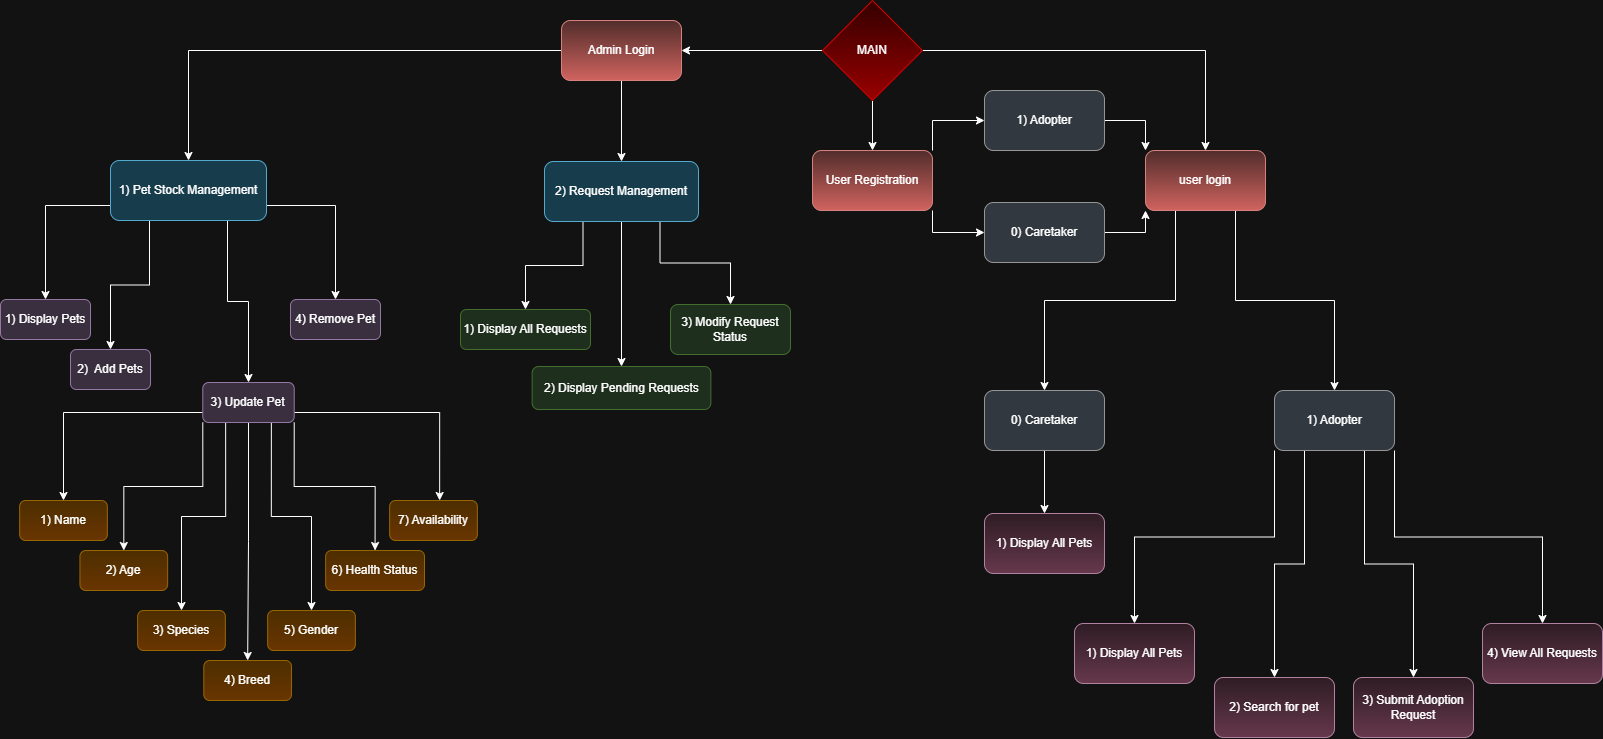 MAIN
Admin Login
1) Adopter
User Registration
user login
1) Pet Stock Management
2) Request Management
0) Caretaker
1) Display Pets
4) Remove Pet
1) Display All Requests
3) Modify Request
Status
2)  Add Pets
2) Display Pending Requests
3) Update Pet
0) Caretaker
1) Adopter
1) Name
7) Availability
2) Age
6) Health Status
1) Display All Pets
3) Species
5) Gender
4) Breed
1) Display All Pets
4) View All Requests
2) Search for pet
3) Submit Adoption
Request